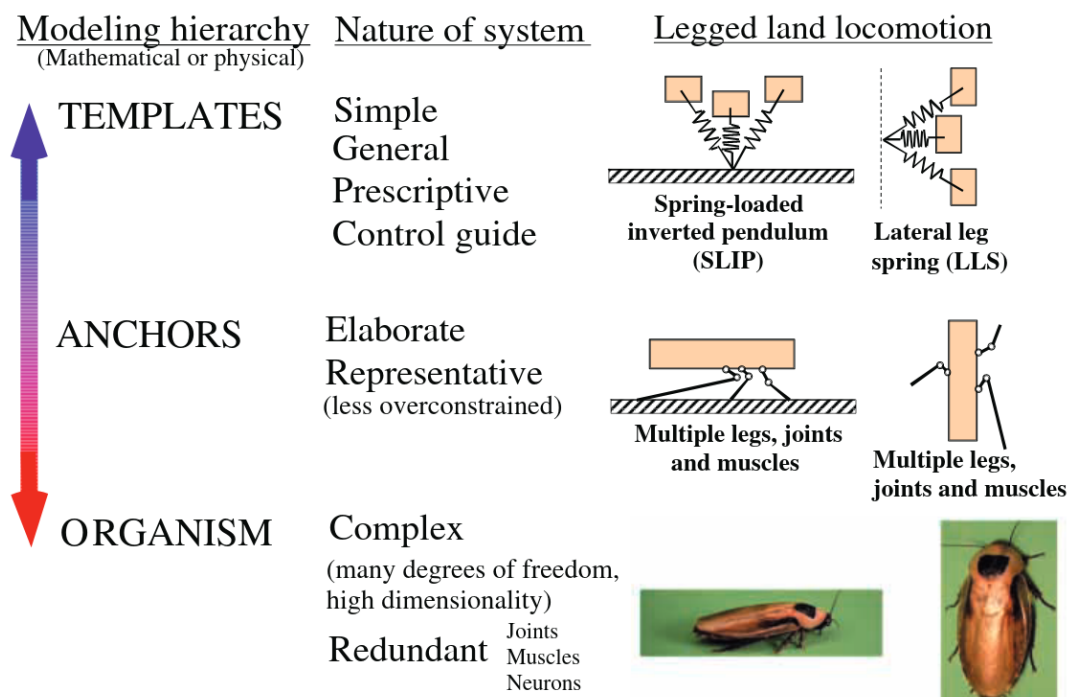 Modeling hierarchy
(Mathematical or physical)
Nature of system
Legged land locomotion
TEMPLATES
Simple
General
Prescriptive
Control guide
Spring-loaded
inverted pendulum
(SLIP)
Lateral leg
spring (LLS)
ANCHORS
Elaborate
Representative
(less overconstrained)
Multiple legs, joints
and muscles
Multiple legs,
joints and muscles
ORGANISM
Complex
(many degrees of freedom,
high dimensionality)
Redundant
Joints
Muscles
Neurons